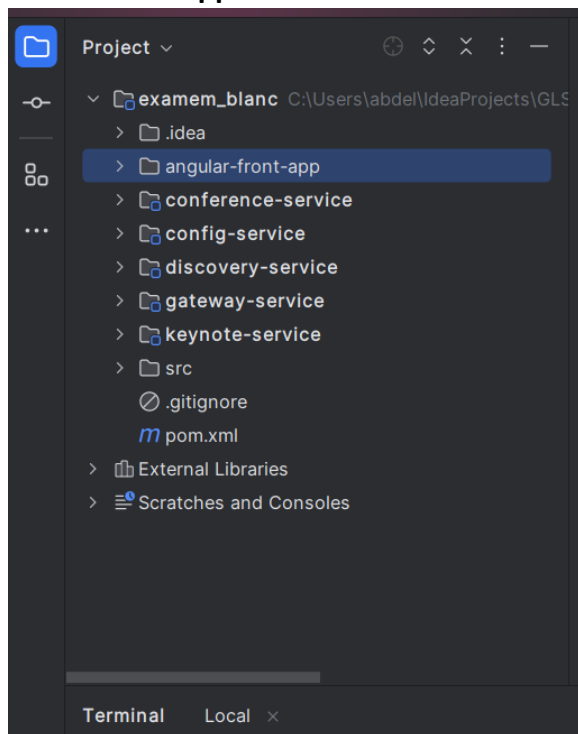 Project
examem_blanc C:\Users\abdel\IdeaProjects\GLS
.idea
angular-front-app
conference-service
config-service
discovery-service
gateway-service
keynote-service
src
.gitignore
m pom.xml
External Libraries
Scratches and Consoles
Terminal Local